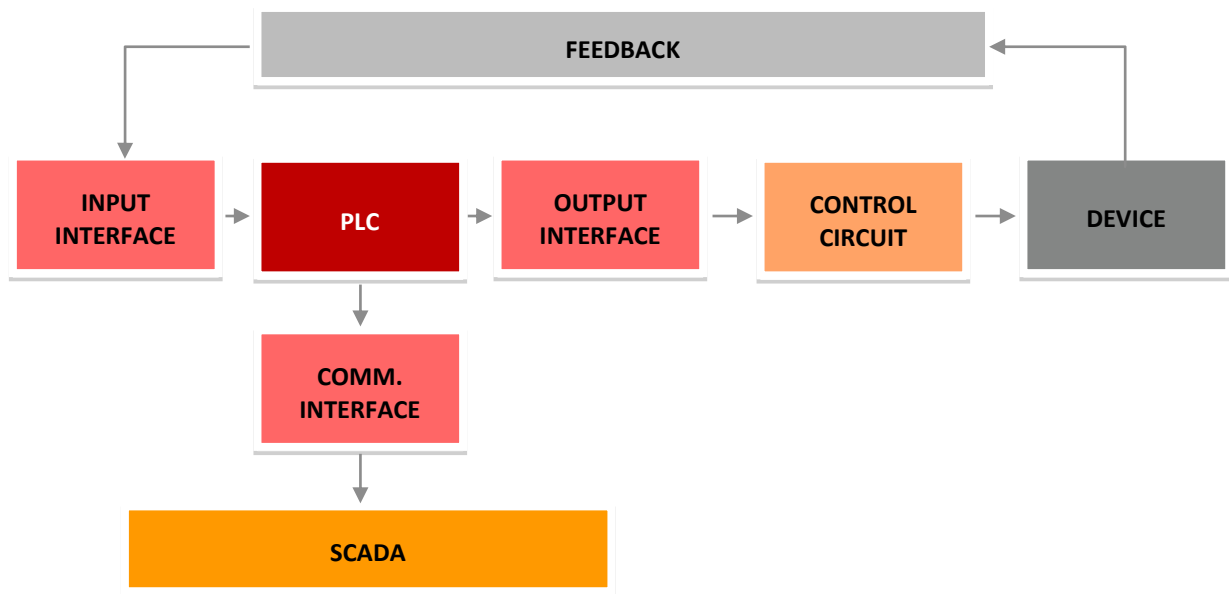 FEEDBACK
INPUT
INTERFACE
PLC
OUTPUT
INTERFACE
CONTROL
CIRCUIT
DEVICE
COMM.
INTERFACE
SCADA